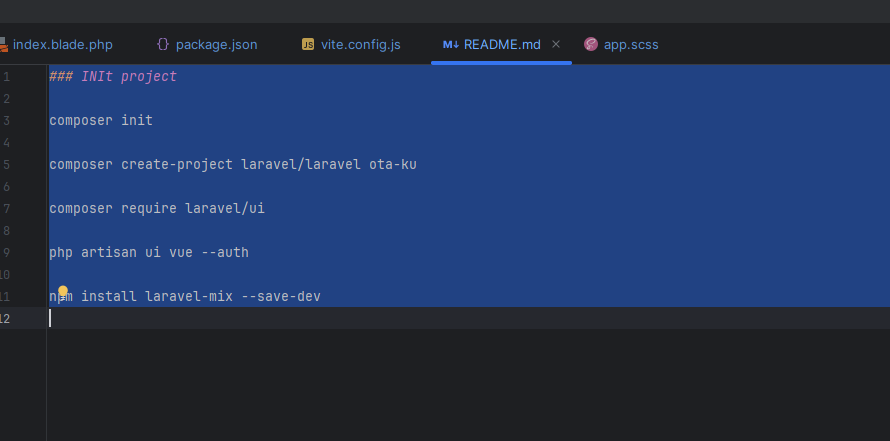 index.blade.php
{} package.json
JS vite.config.js
M↓ README.md ×
app.scss
1 ### INIt project
2
3 composer init
4
5 composer create-project laravel/laravel ota-ku
6
7 composer require laravel/ui
8
9 php artisan ui vue --auth
10
11 npm install laravel-mix --save-dev
12